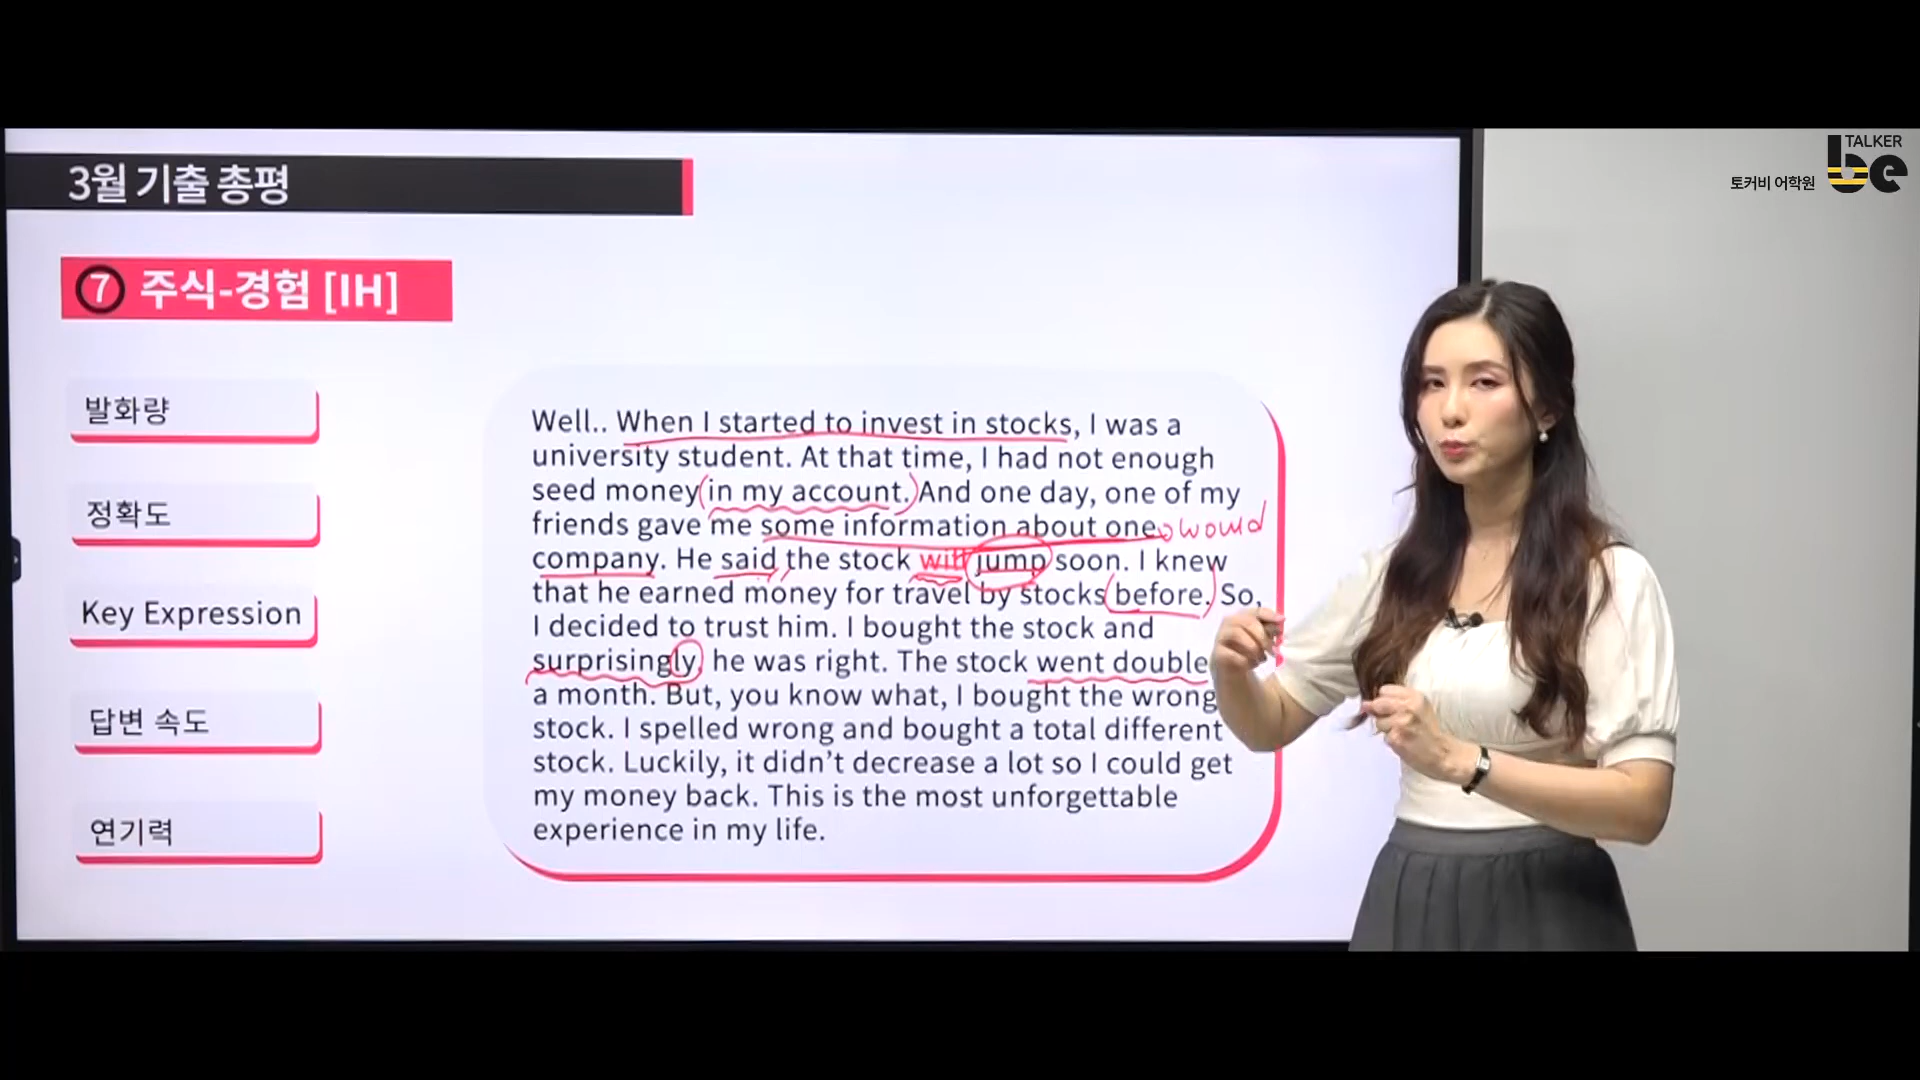 TALKER
be
토커비 어학원
3월 기출 총평
7 주식-경험 [IH]
발화량
정확도
Key Expression
답변 속도
연기력
Well.. When I started to invest in stocks, I was a
university student. At that time, I had not enough
seed money (in my account.) And one day, one of my
friends gave me some information about one
would
company. He said the stock will jump soon. I knew
that he earned money for travel by stocks (before.) So,
I decided to trust him. I bought the stock and
surprisingly, he was right. The stock went double
a month. But, you know what, I bought the wrong
stock. I spelled wrong and bought a total different
stock. Luckily, it didn't decrease a lot so I could get
my money back. This is the most unforgettable
experience in my life.